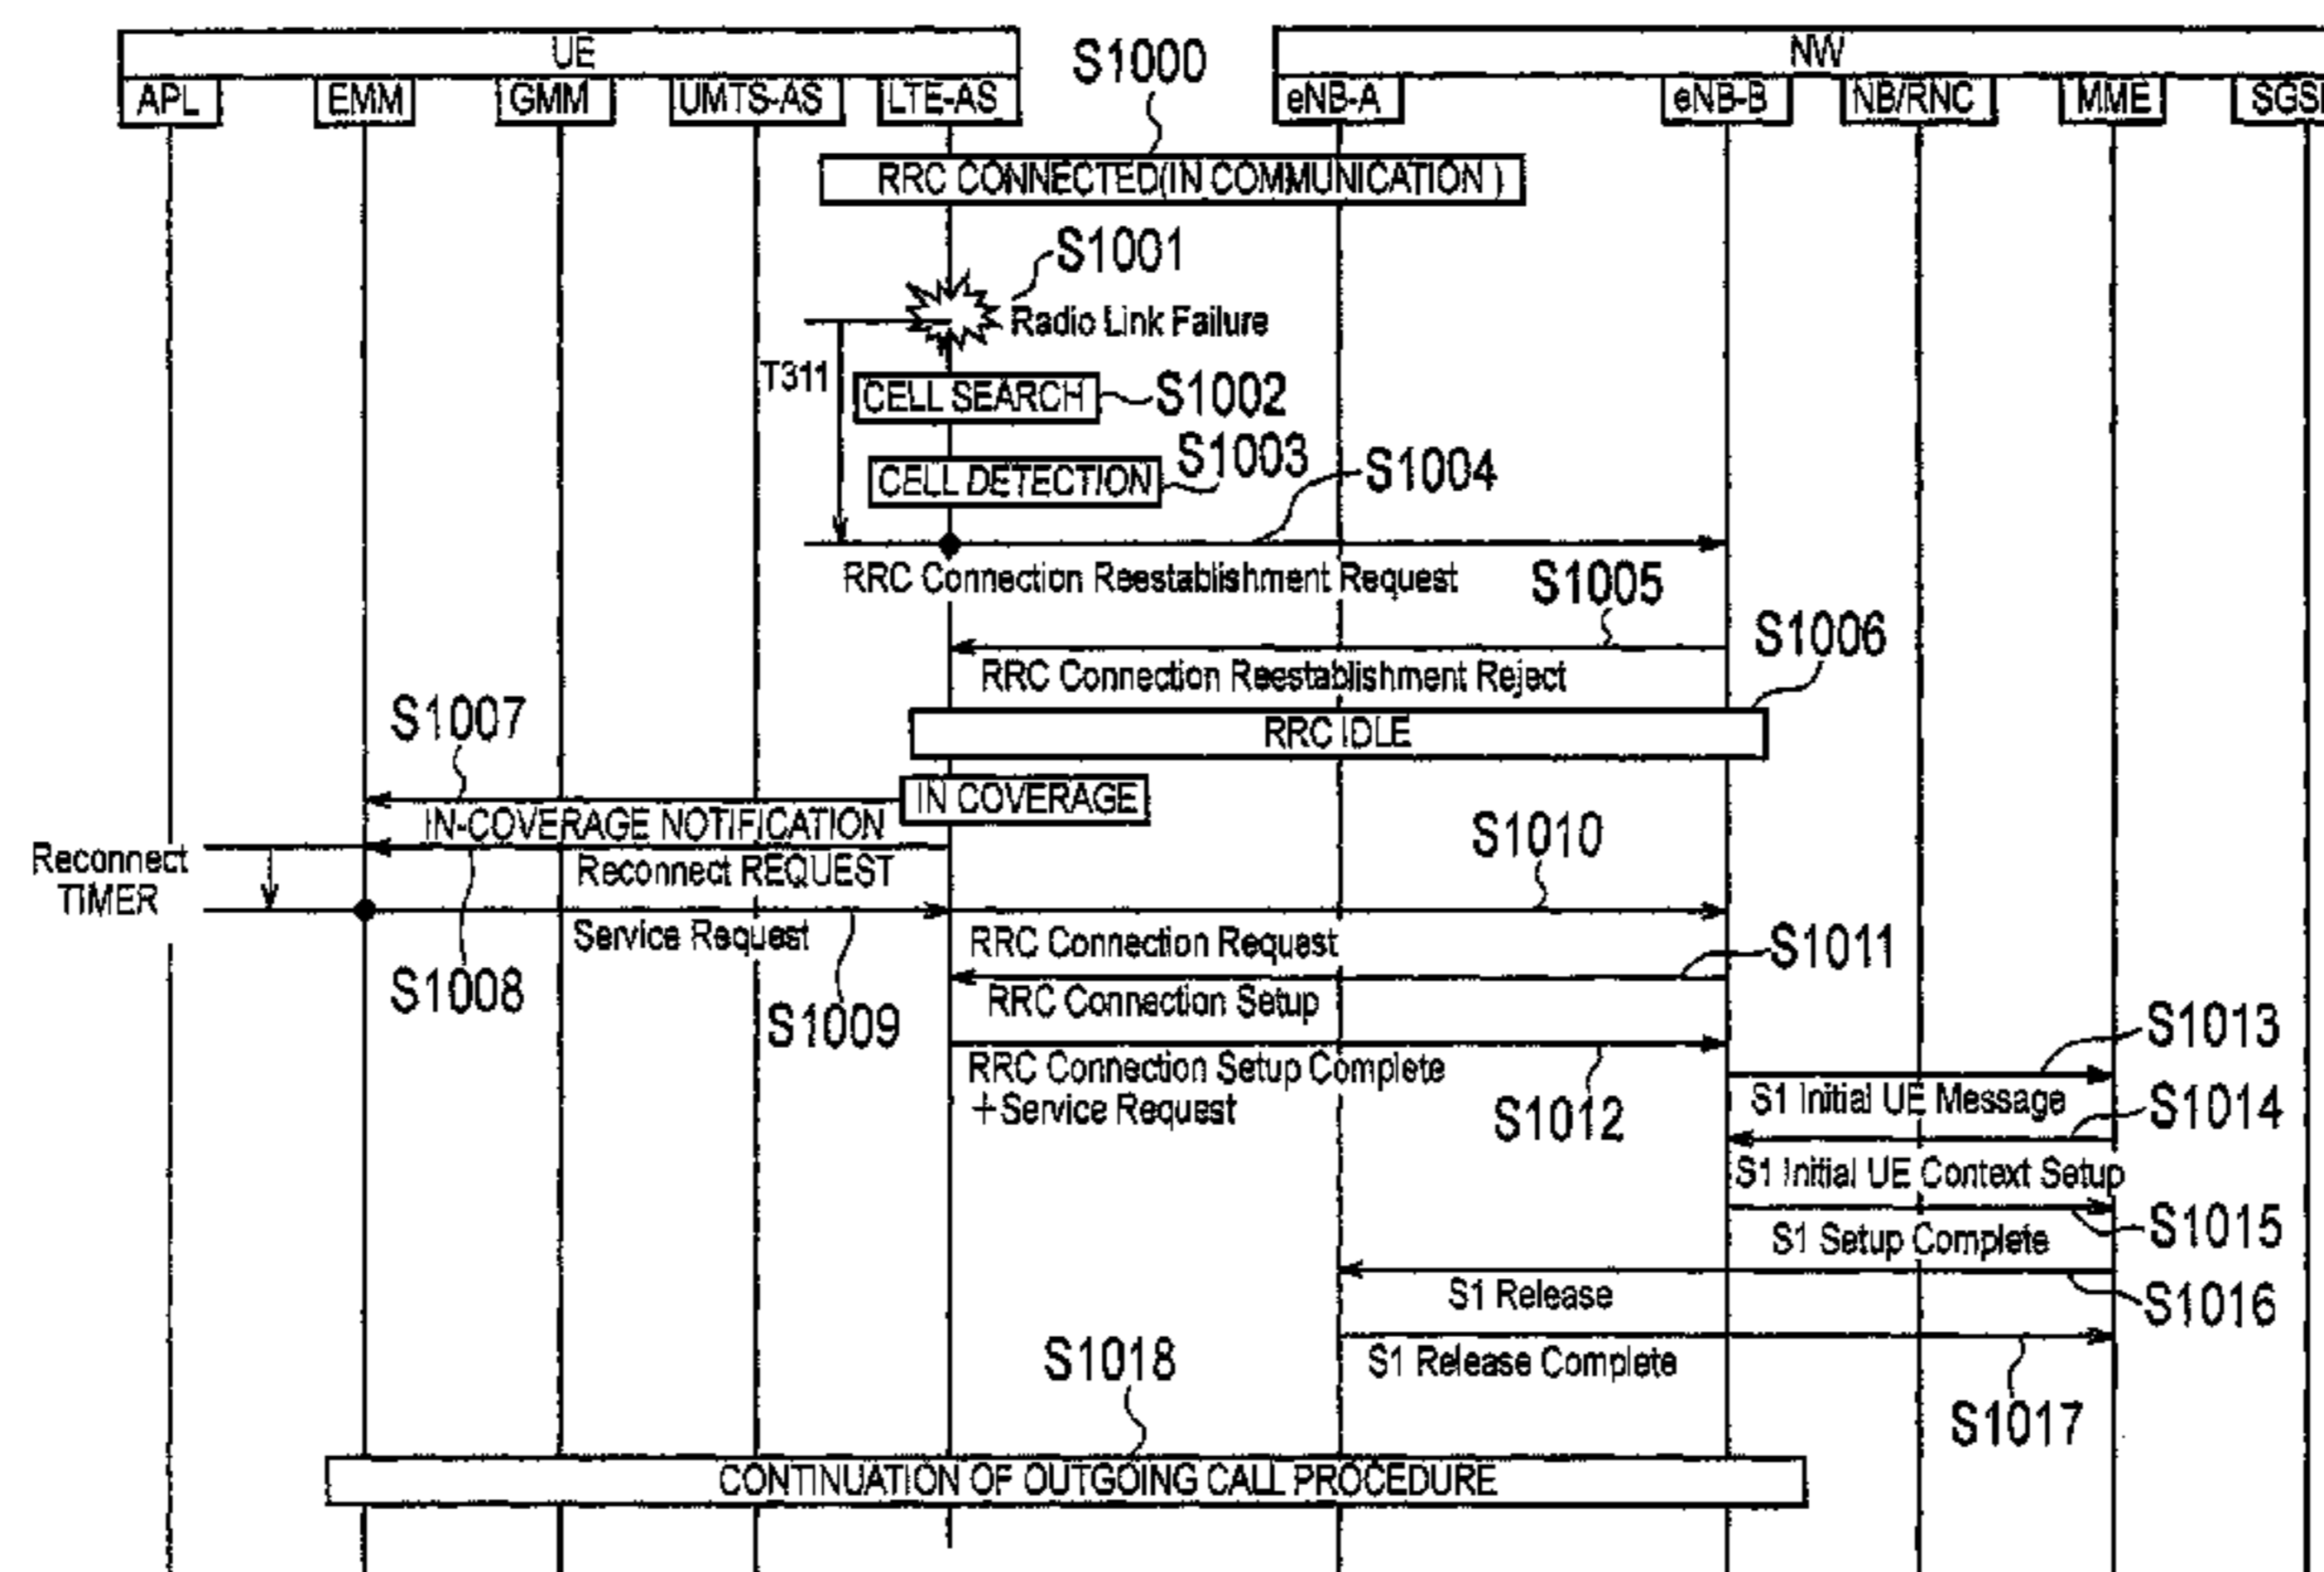 UE
NW
APL
EMM
GMM
UMTS-AS
LTE-AS
eNB-A
eNB-B
NB/RNC
MME
S1000
RRC CONNECTED(IN COMMUNICATION )
S1001
Radio Link Failure
T311
CELL SEARCH
S1002
CELL DETECTION
S1003
S1004
RRC Connection Reestablishment Request
S1005
RRC Connection Reestablishment Reject
S1006
RRC IDLE
S1007
IN COVERAGE
IN-COVERAGE NOTIFICATION
Reconnect
TIMER
Reconnect REQUEST
S1008
Service Request
S1009
S1010
RRC Connection Request
S1011
RRC Connection Setup
RRC Connection Setup Complete
+Service Request
S1012
S1013
S1 Initial UE Message
S1014
S1 Initial UE Context Setup
S1015
S1 Setup Complete
S1 Release
S1016
S1 Release Complete
S1017
S1018
CONTINUATION OF OUTGOING CALL PROCEDURE